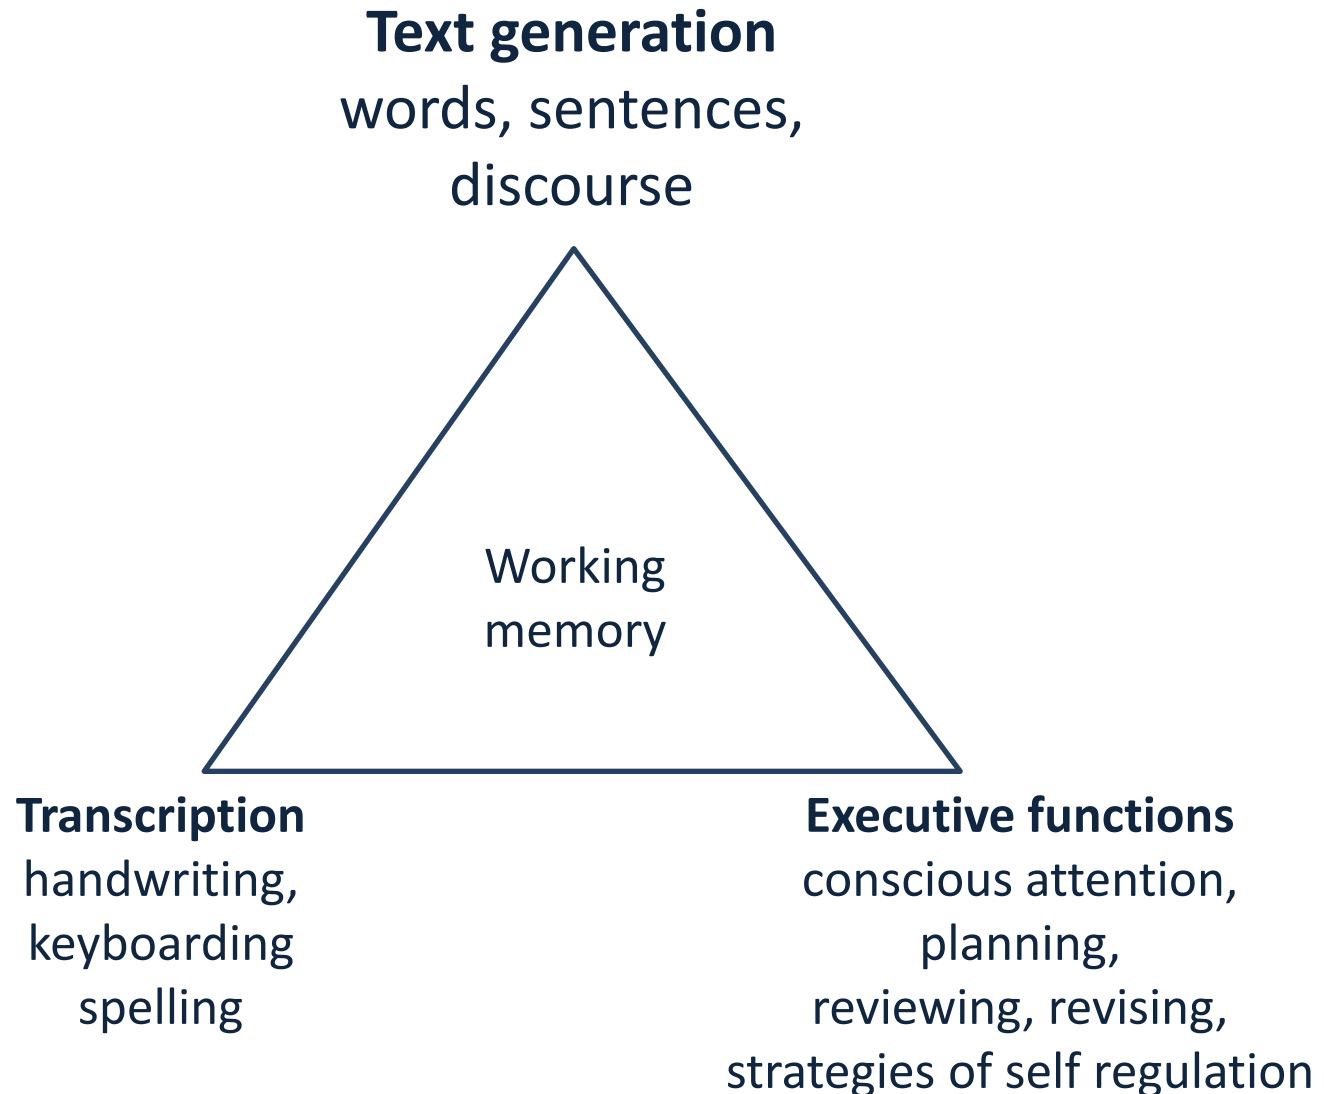 Text generation
words, sentences,
discourse
Working
memory
Transcription
handwriting,
keyboarding
spelling
Executive functions
conscious attention,
planning,
reviewing, revising,
strategies of self regulation